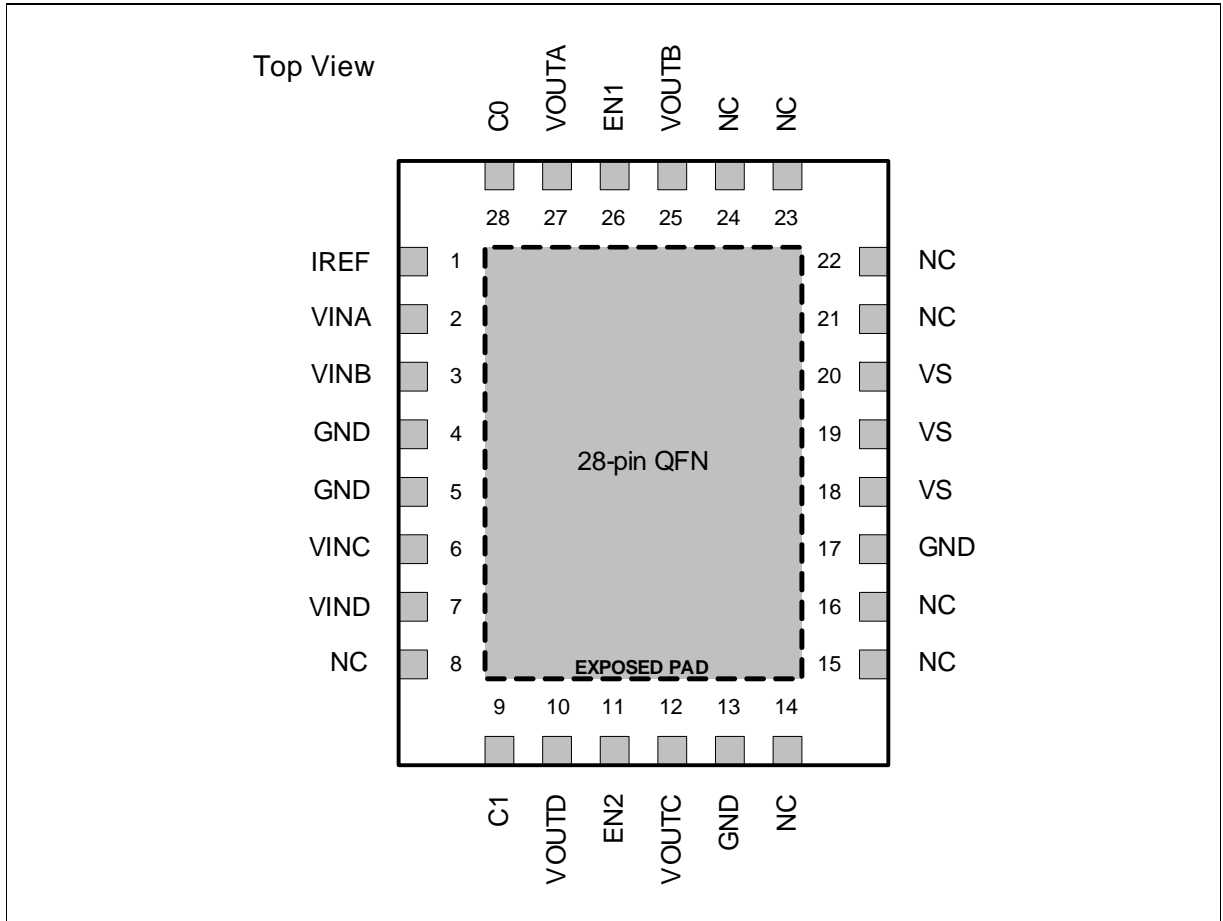 Top View
C0
VOUTA
EN1
VOUTB
NC
NC
28 27 26 25 24 23
IREF 1 22 NC
VINA 2 21 NC
VINB 3 20 VS
GND 4 19 VS
28-pin QFN
GND 5 18 VS
VINC 6 17 GND
VIND 7 16 NC
NC 8 EXPOSED PAD 15 NC
9 10 11 12 13 14
C1
VOUTD
EN2
VOUTC
GND
NC